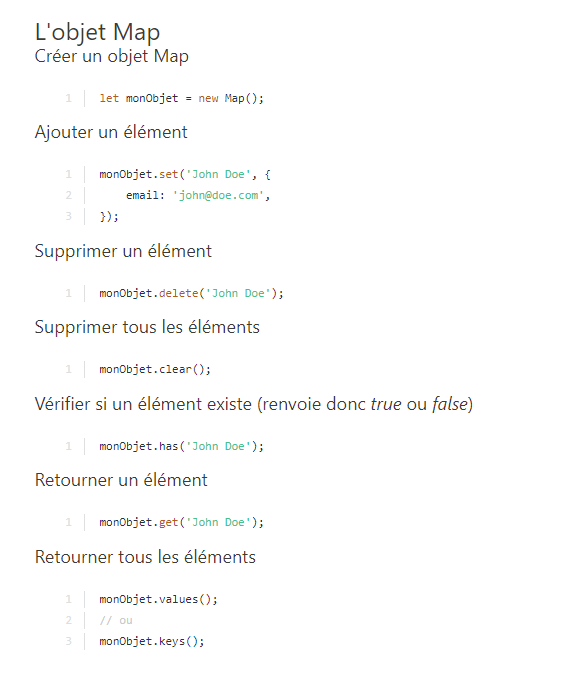 L'objet Map
Créer un objet Map
1 let monObjet = new Map();
Ajouter un élément
1 monObjet.set('John Doe', {
2 email: 'john@doe.com',
3 });
Supprimer un élément
1 monObjet.delete('John Doe');
Supprimer tous les éléments
1 monObjet.clear();
Vérifier si un élément existe (renvoie donc true ou false)
1 monObjet.has('John Doe');
Retourner un élément
1 monObjet.get('John Doe');
Retourner tous les éléments
1 monObjet.values();
2 // ou
3 monObjet.keys();